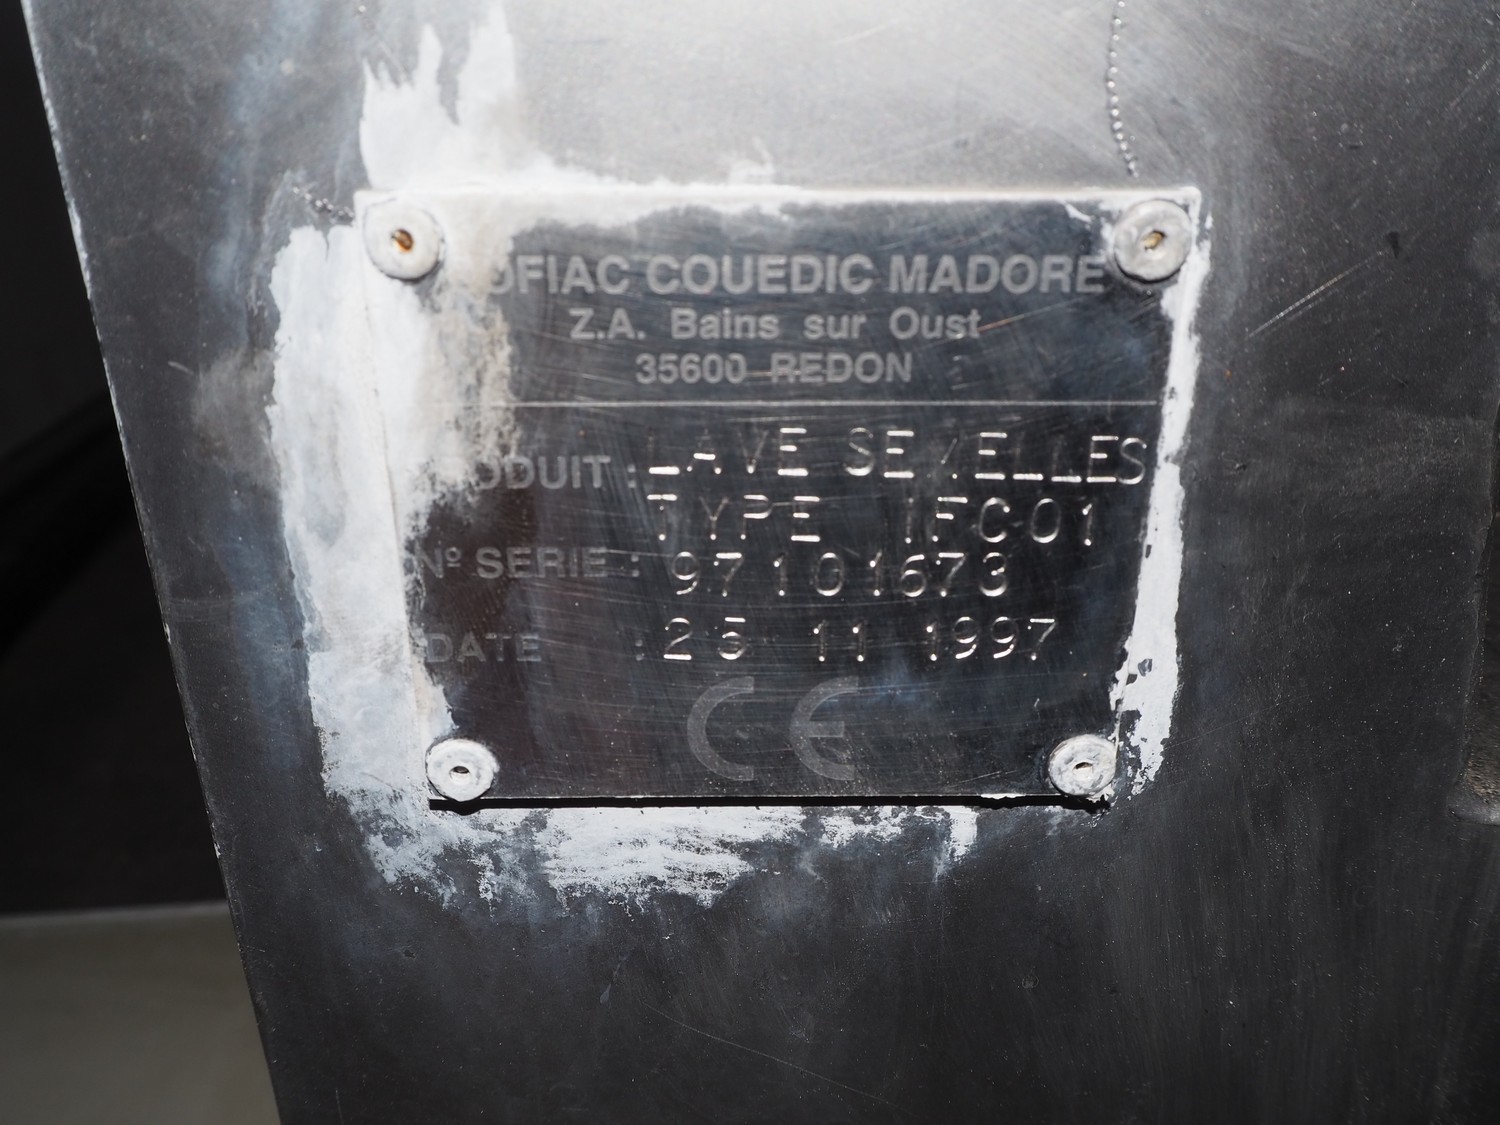 OFIAC COUEDIC MADORE
Z.A. Bains sur Oust
35600 REDON
PRODUIT : LAVE SEMELLES
TYPE IFC01
Nº SERIE : 97101673
DATE : 25 11 1997
CE